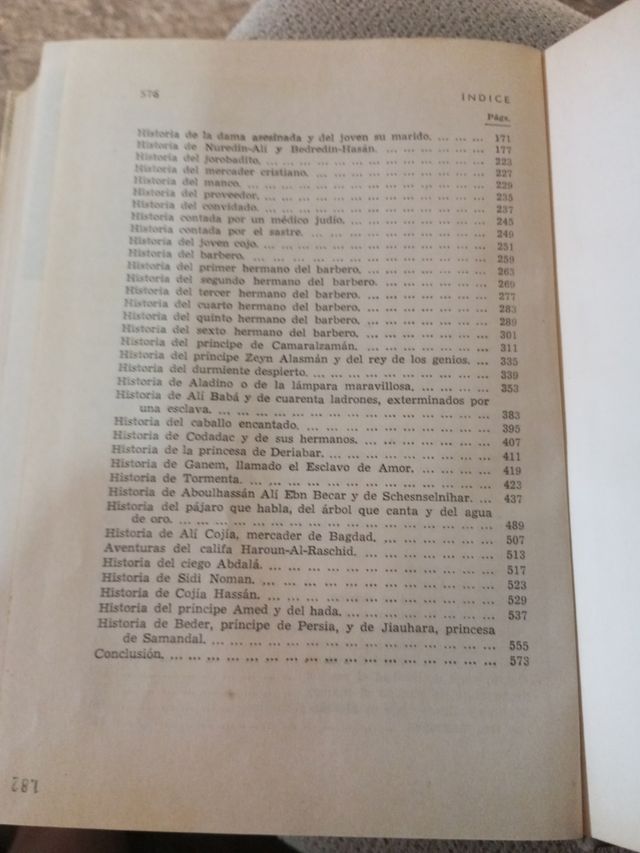 576
INDICE
Págs.
Historia de la dama asesinada y del joven su marido. ... ... ... 171
Historia de Nuredin-Alí y Bedredin-Hasán. ... ... ... ... ... 177
Historia del jorobadito. ... ... ... ... ... ... ... ... ... ... 223
Historia del mercader cristiano. ... ... ... ... ... ... ... ... 227
Historia del manco. ... ... ... ... ... ... ... ... ... ... ... 229
Historia del proveedor. ... ... ... ... ... ... ... ... ... ... 235
Historia del convidado. ... ... ... ... ... ... ... ... ... ... 237
Historia contada por un médico judío. ... ... ... ... ... ... 245
Historia contada por el sastre. ... ... ... ... ... ... ... ... 249
Historia del joven cojo. ... ... ... ... ... ... ... ... ... ... 251
Historia del barbero. ... ... ... ... ... ... ... ... ... ... ... 259
Historia del primer hermano del barbero. ... ... ... ... ... 263
Historia del segundo hermano del barbero. ... ... ... ... ... 269
Historia del tercer hermano del barbero. ... ... ... ... ... ... 277
Historia del cuarto hermano del barbero. ... ... ... ... ... ... 283
Historia del quinto hermano del barbero. ... ... ... ... ... ... 289
Historia del sexto hermano del barbero. ... ... ... ... ... ... 301
Historia del príncipe de Camaralzamán. ... ... ... ... ... ... 311
Historia del príncipe Zeyn Alasmán y del rey de los genios. ... 335
Historia del durmiente despierto. ... ... ... ... ... ... ... ... 339
Historia de Aladino o de la lámpara maravillosa. ... ... ... ... 353
Historia de Alí Babá y de cuarenta ladrones, exterminados por
una esclava. ... ... ... ... ... ... ... ... ... ... ... ... 383
Historia del caballo encantado. ... ... ... ... ... ... ... ... 395
Historia de Codadac y de sus hermanos. ... ... ... ... ... ... 407
Historia de la princesa de Deriabar. ... ... ... ... ... ... ... 411
Historia de Ganem, llamado el Esclavo de Amor. ... ... ... ... 419
Historia de Tormenta. ... ... ... ... ... ... ... ... ... ... ... 423
Historia de Aboulhassán Alí Ebn Becar y de Schesnselnihar. ... 437
Historia del pájaro que habla, del árbol que canta y del agua
de oro. ... ... ... ... ... ... ... ... ... ... ... ... ... ... 489
Historia de Alí Cojía, mercader de Bagdad. ... ... ... ... ... 507
Aventuras del califa Haroun-Al-Raschid. ... ... ... ... ... ... 513
Historia del ciego Abdalá. ... ... ... ... ... ... ... ... ... ... 517
Historia de Sidi Noman. ... ... ... ... ... ... ... ... ... ... 523
Historia de Cojía Hassán. ... ... ... ... ... ... ... ... ... ... 529
Historia del príncipe Amed y del hada. ... ... ... ... ... ... 537
Historia de Beder, príncipe de Persia, y de Jiauhara, princesa
de Samandal. ... ... ... ... ... ... ... ... ... ... ... ... 555
Conclusión. ... ... ... ... ... ... ... ... ... ... ... ... ... ... 573
1.82